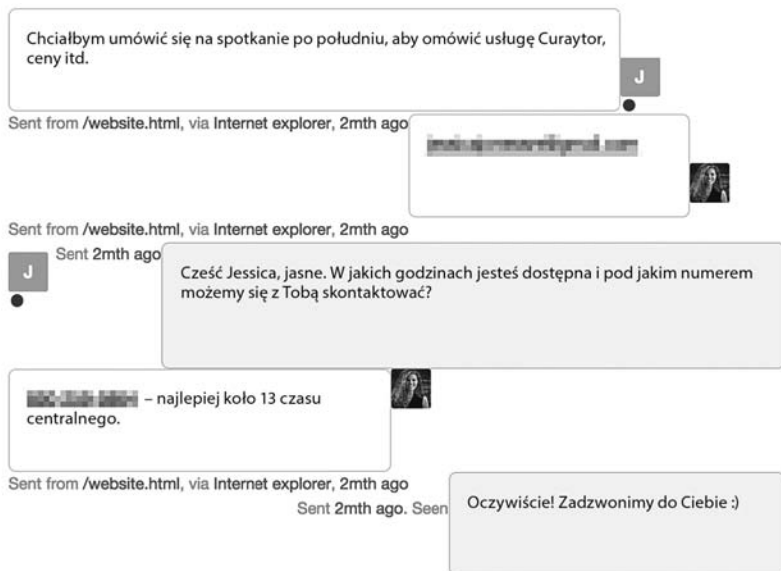 Chciałbym umówić się na spotkanie po południu, aby omówić usługę Curaytor,
ceny itd.
J
Sent from /website.html, via Internet explorer, 2mth ago
Sent from /website.html, via Internet explorer, 2mth ago
J
Sent 2mth ago
Cześć Jessica, jasne. W jakich godzinach jesteś dostępna i pod jakim numerem
możemy się z Tobą skontaktować?
– najlepiej koło 13 czasu
centralnego.
Sent from /website.html, via Internet explorer, 2mth ago
Sent 2mth ago. Seen
Oczywiście! Zadzwonimy do Ciebie :)